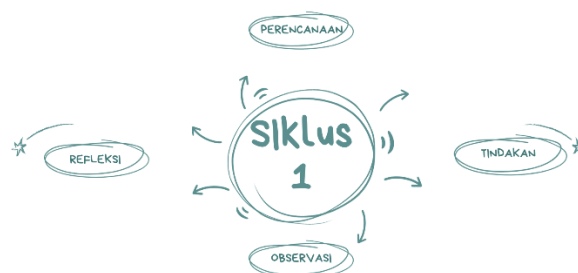 PERENCANAAN
SIKLUS
1
REFLEKSI
TINDAKAN
OBSERVASI